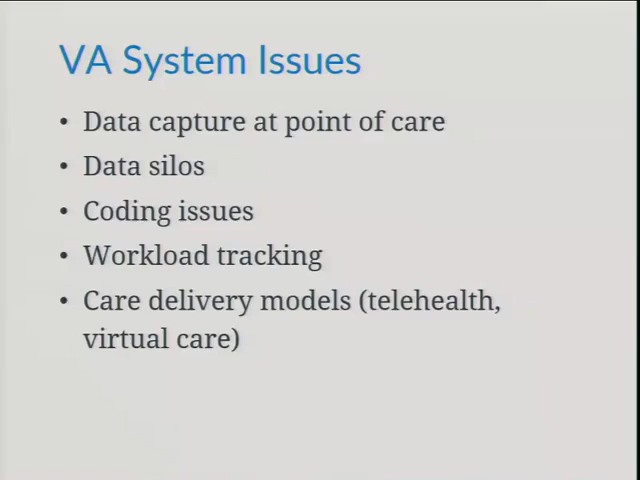 VA System Issues
• Data capture at point of care
• Data silos
• Coding issues
• Workload tracking
• Care delivery models (telehealth,
virtual care)